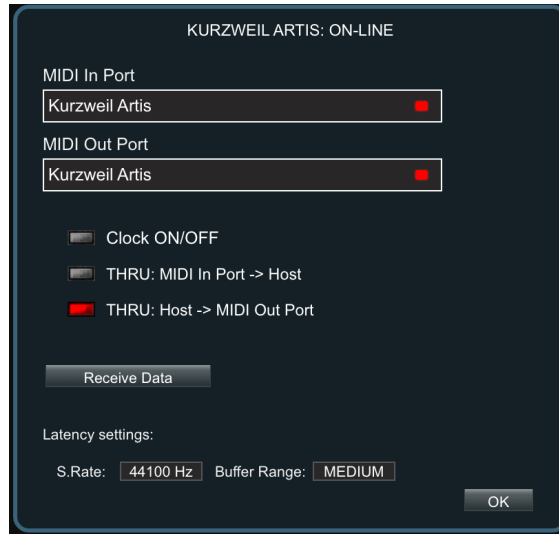 KURZWEIL ARTIS: ON-LINE
MIDI In Port
Kurzweil Artis
MIDI Out Port
Kurzweil Artis
Clock ON/OFF
THRU: MIDI In Port -> Host
THRU: Host -> MIDI Out Port
Receive Data
Latency settings:
S.Rate: 44100 Hz Buffer Range: MEDIUM
OK